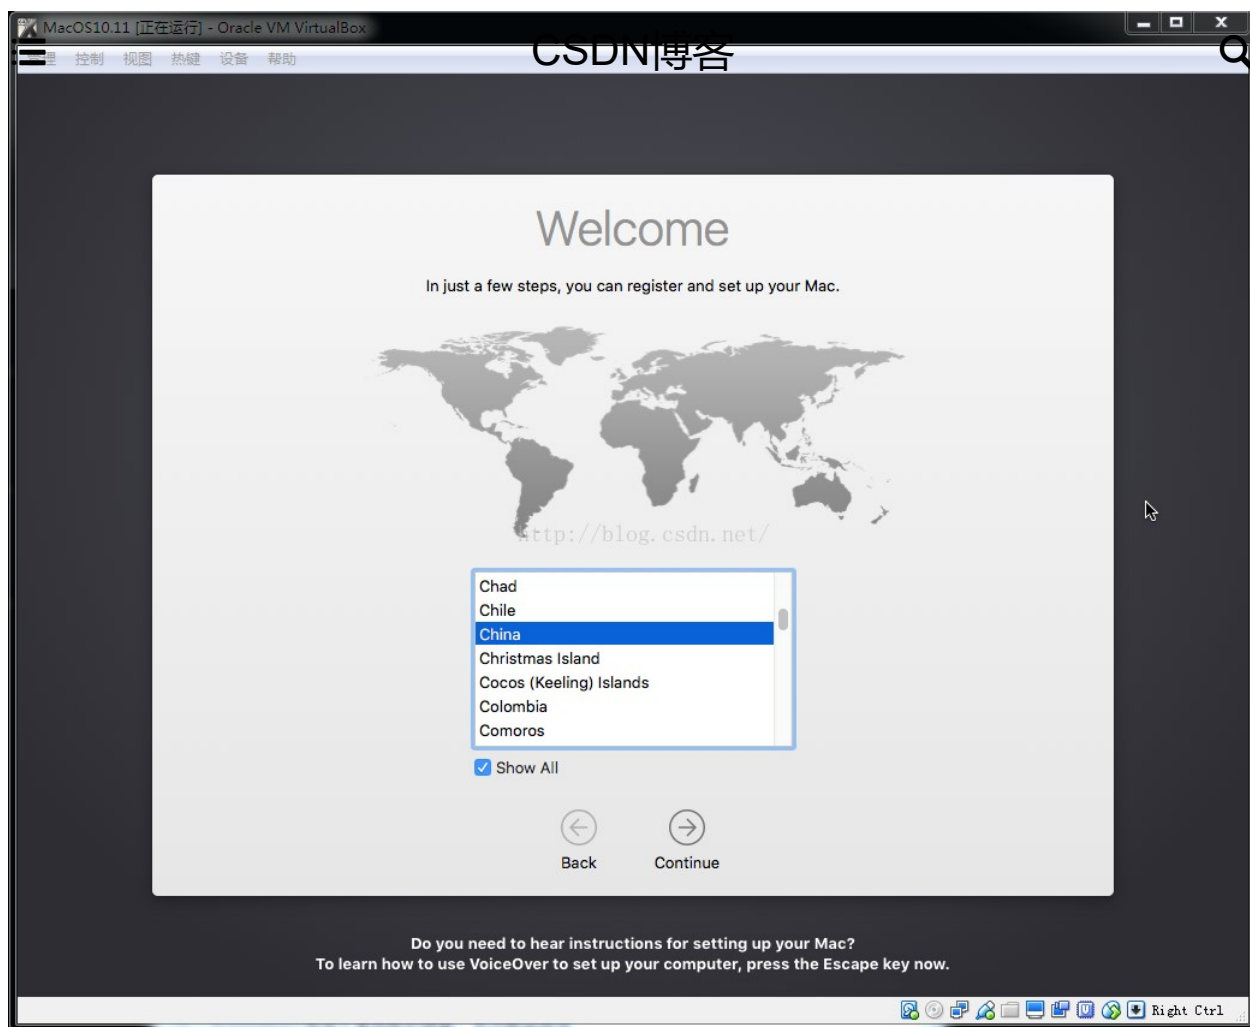 MacOS10.11 [正在运行] - Oracle VM VirtualBox
CSDN博客
管理 控制 视图 热键 设备 帮助
Welcome
In just a few steps, you can register and set up your Mac.
http://blog.csdn.net/
Chad
Chile
China
Christmas Island
Cocos (Keeling) Islands
Colombia
Comoros
Show All
Back Continue
Do you need to hear instructions for setting up your Mac?
To learn how to use VoiceOver to set up your computer, press the Escape key now.
Right Ctrl